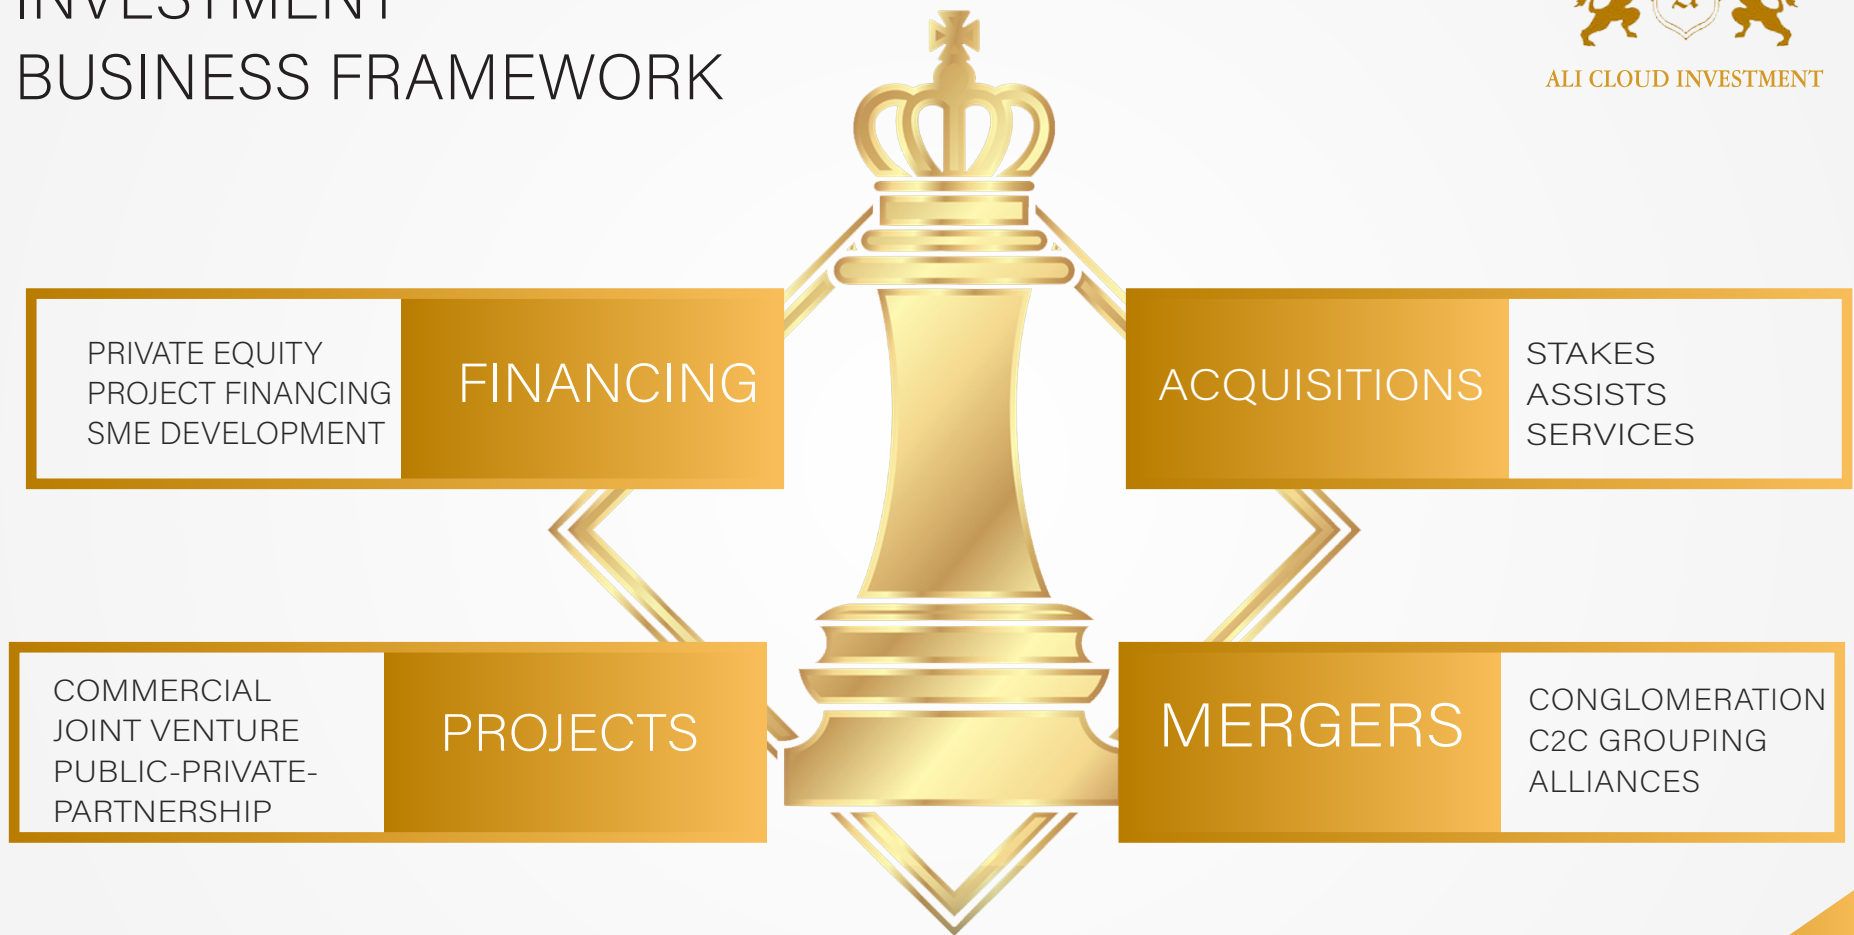 INVESTMENT
BUSINESS FRAMEWORK
ALI CLOUD INVESTMENT
PRIVATE EQUITY
PROJECT FINANCING
SME DEVELOPMENT
FINANCING
ACQUISITIONS
STAKES
ASSISTS
SERVICES
COMMERCIAL
JOINT VENTURE
PUBLIC-PRIVATE-
PARTNERSHIP
PROJECTS
MERGERS
CONGLOMERATION
C2C GROUPING
ALLIANCES